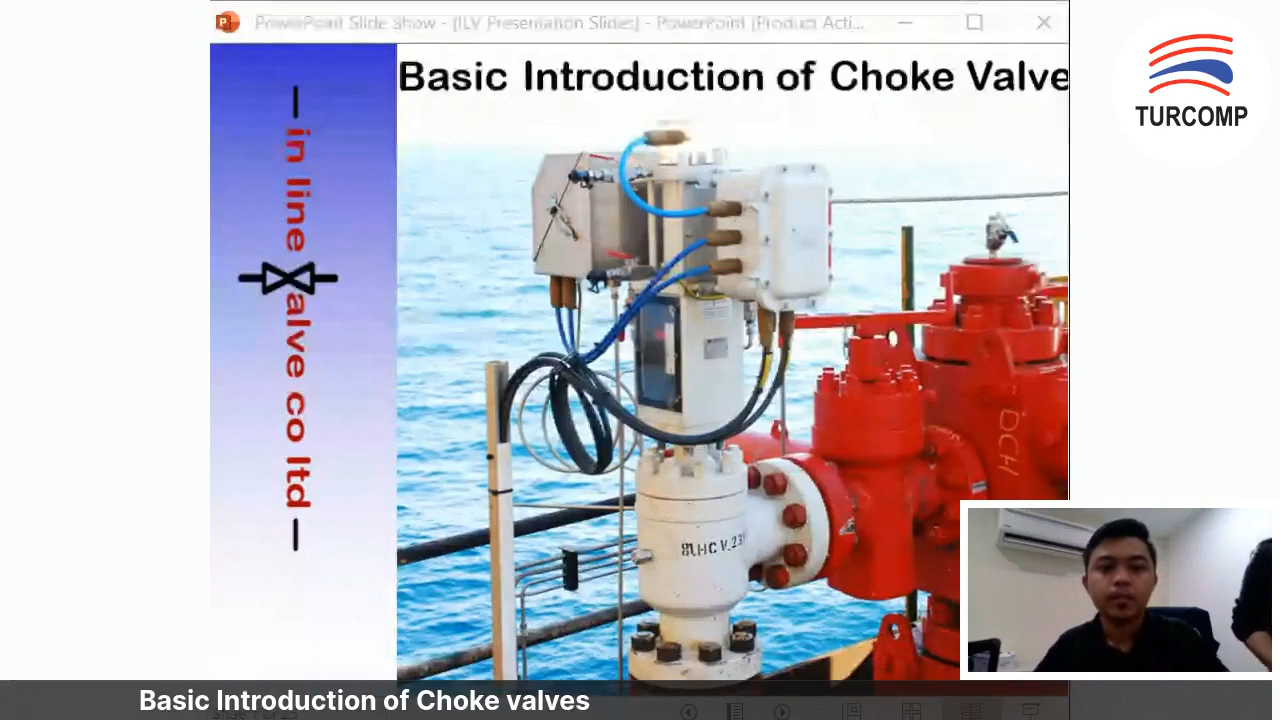 PowerPoint Slide Show - [ILV Presentation Slides] - PowerPoint (Product Acti...
TURCOMP
Basic Introduction of Choke Valve
in line
alve co ltd
DCH
Basic Introduction of Choke valves